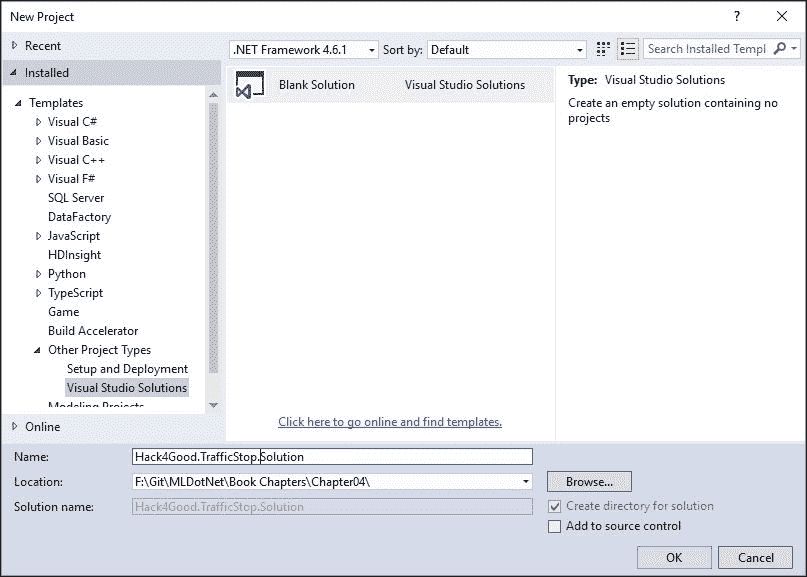 New Project
?
Recent
.NET Framework 4.6.1
Sort by:
Default
Search Installed Templ
Installed
Templates
Visual C#
Visual Basic
Visual C++
Visual F#
SQL Server
DataFactory
JavaScript
HDInsight
Python
TypeScript
Game
Build Accelerator
Other Project Types
Setup and Deployment
Visual Studio Solutions
Modeling Projects
Online
Blank Solution
Visual Studio Solutions
Click here to go online and find templates.
Type: Visual Studio Solutions
Create an empty solution containing no
projects
Name:
Hack4Good.TrafficStop.Solution
Location:
F:\Git\MLDotNet\Book Chapters\Chapter04\
Browse...
Solution name:
Hack4Good.TrafficStop.Solution
Create directory for solution
Add to source control
OK
Cancel